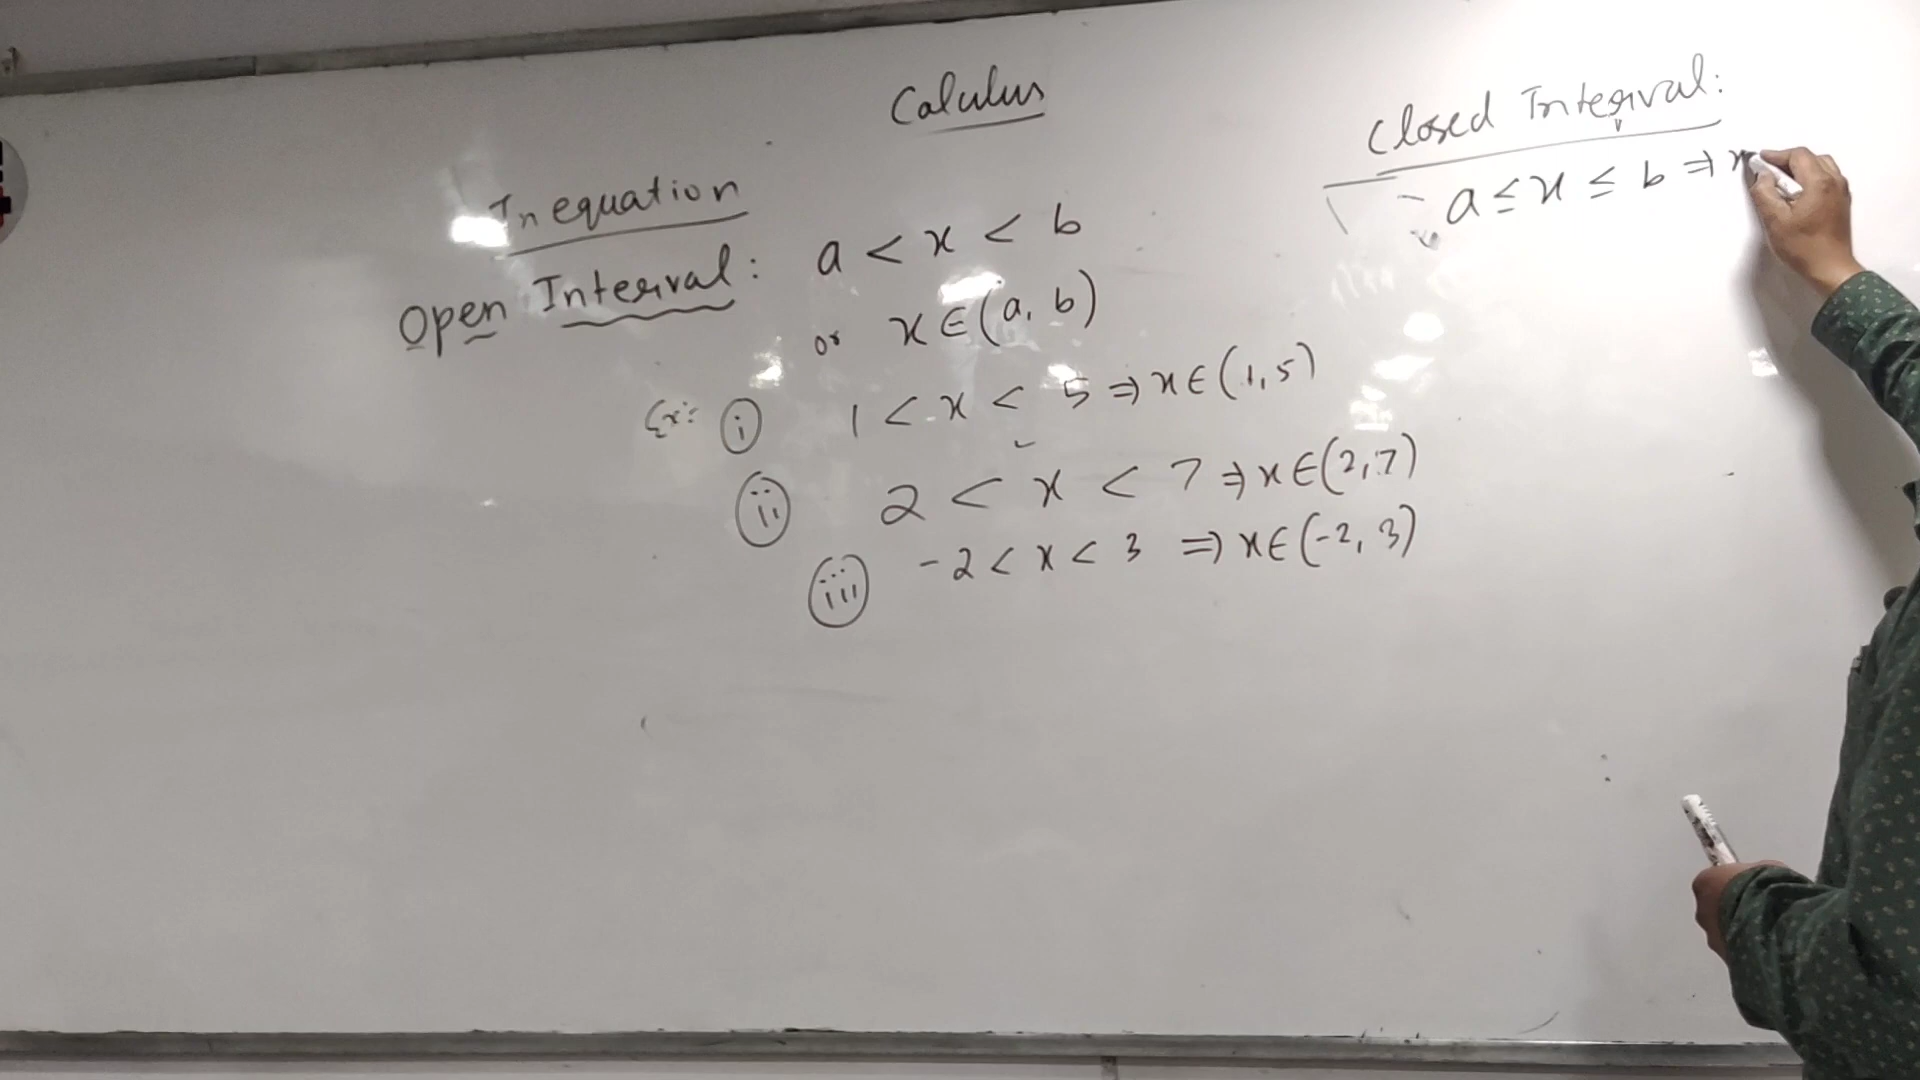 Calulus
Inequation
Open Interval: a < x < b
or x ∈ (a, b)
Ex: (i) 1 < x < 5 ⇒ x ∈ (1, 5)
(ii) 2 < x < 7 ⇒ x ∈ (2, 7)
(iii) -2 < x < 3 ⇒ x ∈ (-2, 3)
Closed Interval:
a ≤ x ≤ b ⇒ x